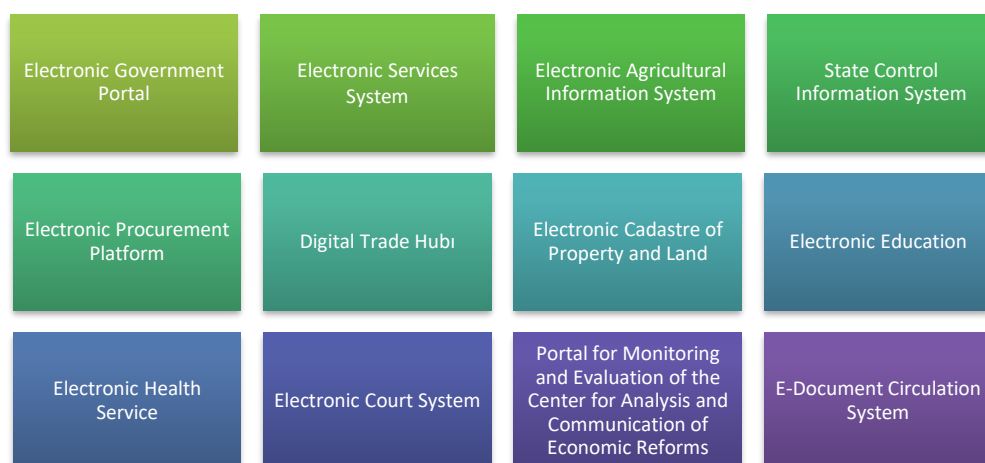 Electronic Government
Portal
Electronic Services
System
Electronic Agricultural
Information System
State Control
Information System
Electronic Procurement
Platform
Digital Trade Hubı
Electronic Cadastre of
Property and Land
Electronic Education
Electronic Health
Service
Electronic Court System
Portal for Monitoring
and Evaluation of the
Center for Analysis and
Communication of
Economic Reforms
E-Document Circulation
System